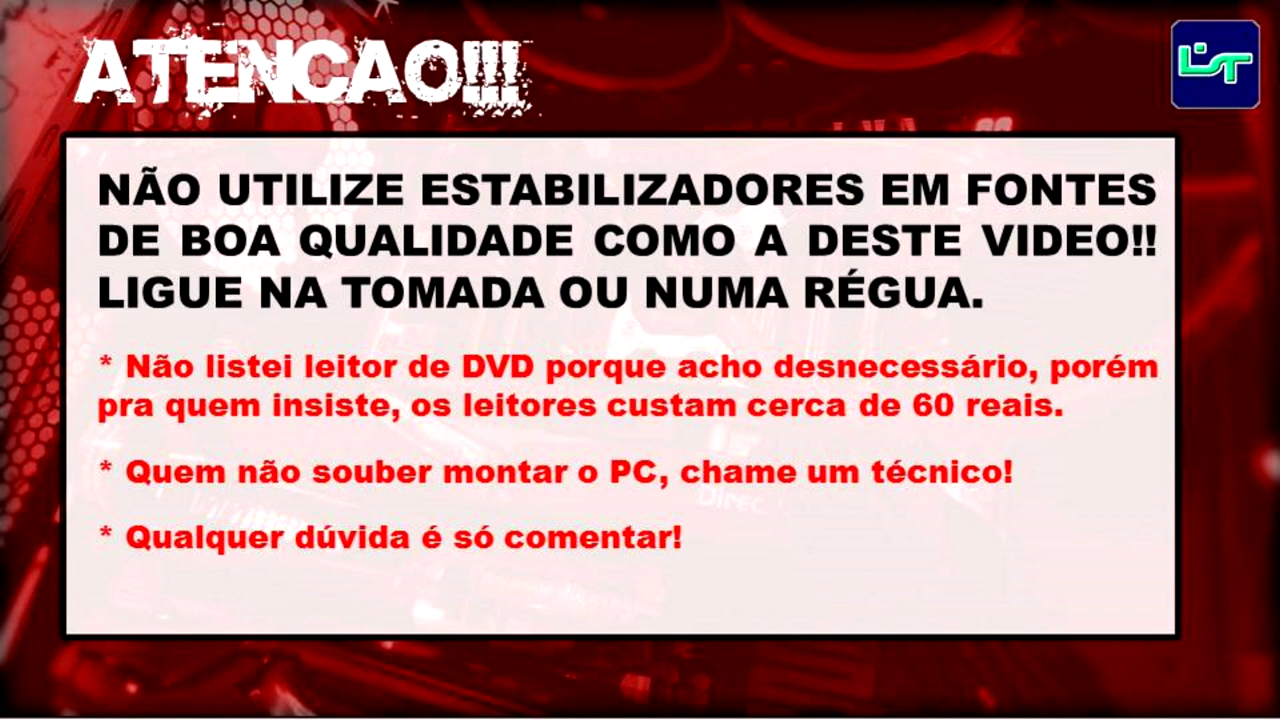 ATENCAO!!!
LIST
NÃO UTILIZE ESTABILIZADORES EM FONTES
DE BOA QUALIDADE COMO A DESTE VIDEO!!
LIGUE NA TOMADA OU NUMA RÉGUA.
* Não listei leitor de DVD porque acho desnecessário, porém
pra quem insiste, os leitores custam cerca de 60 reais.
* Quem não souber montar o PC, chame um técnico!
* Qualquer dúvida é só comentar!